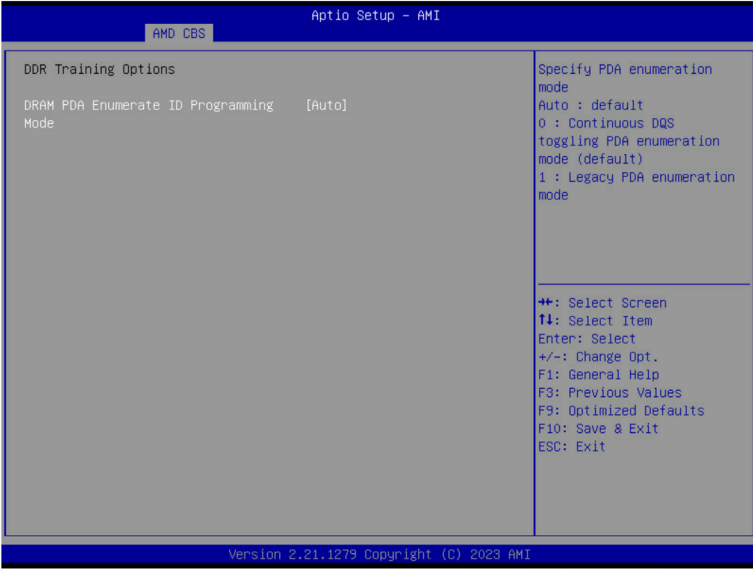 Aptio Setup – AMI
AMD CBS
DDR Training Options
DRAM PDA Enumerate ID Programming [Auto]
Mode
Specify PDA enumeration
mode
Auto : default
0 : Continuous DQS
toggling PDA enumeration
mode (default)
1 : Legacy PDA enumeration
mode
→←: Select Screen
↑↓: Select Item
Enter: Select
+/-: Change Opt.
F1: General Help
F3: Previous Values
F9: Optimized Defaults
F10: Save & Exit
ESC: Exit
Version 2.21.1279 Copyright (C) 2023 AMI